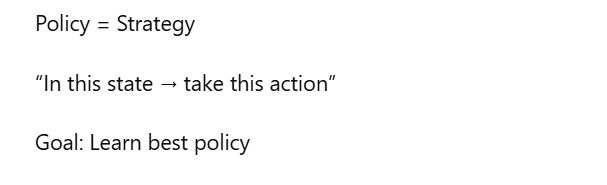 Policy = Strategy
“In this state → take this action”
Goal: Learn best policy